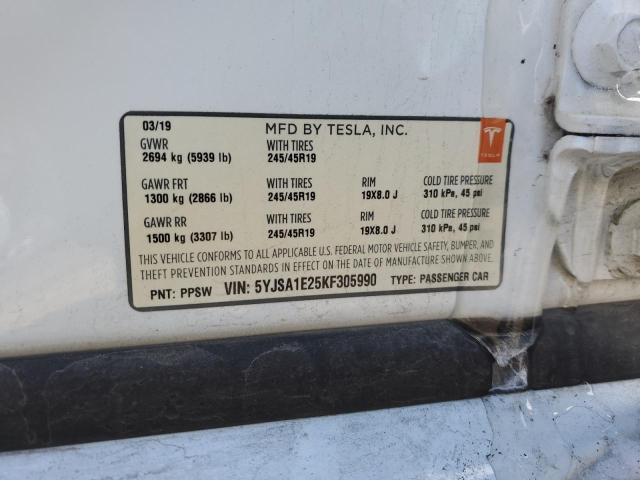 03/19 MFD BY TESLA, INC.
GVWR WITH TIRES
2694 kg (5939 lb) 245/45R19
GAWR FRT WITH TIRES RIM COLD TIRE PRESSURE
1300 kg (2866 lb) 245/45R19 19X8.0 J 310 kPa, 45 psi
GAWR RR WITH TIRES RIM COLD TIRE PRESSURE
1500 kg (3307 lb) 245/45R19 19X8.0 J 310 kPa, 45 psi
THIS VEHICLE CONFORMS TO ALL APPLICABLE U.S. FEDERAL MOTOR VEHICLE SAFETY, BUMPER, AND
THEFT PREVENTION STANDARDS IN EFFECT ON THE DATE OF MANUFACTURE SHOWN ABOVE.
PNT: PPSW VIN: 5YJSA1E25KF305990 TYPE: PASSENGER CAR
TESLA